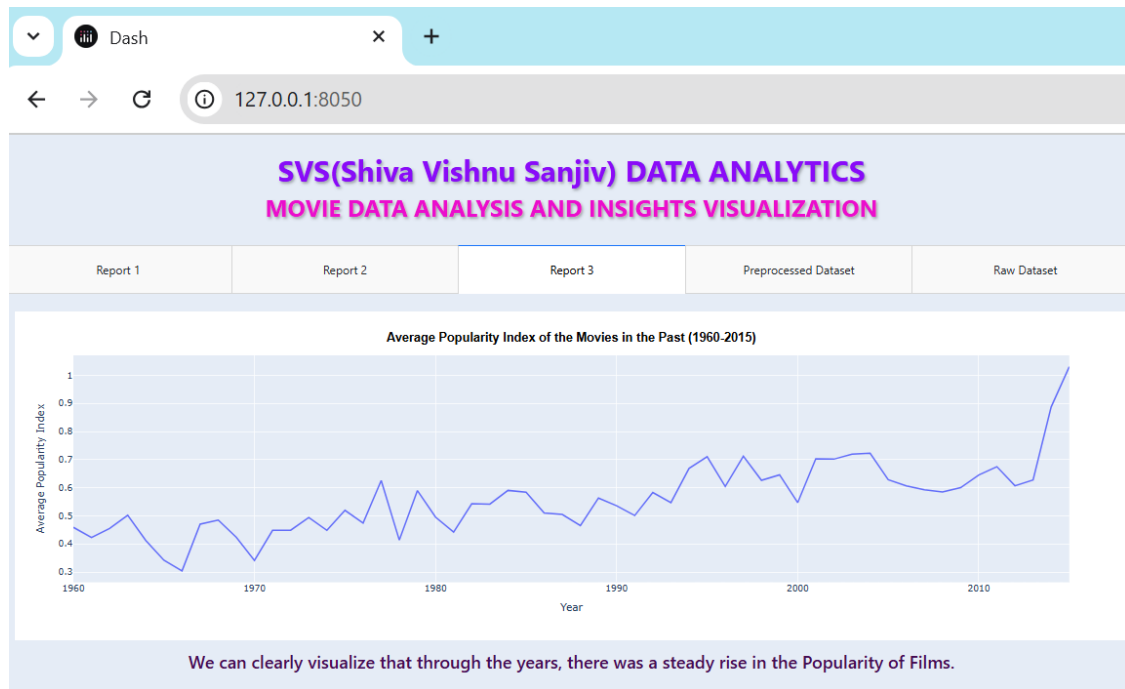 Dash
127.0.0.1:8050
SVS(Shiva Vishnu Sanjiv) DATA ANALYTICS
MOVIE DATA ANALYSIS AND INSIGHTS VISUALIZATION
Report 1 Report 2 Report 3 Preprocessed Dataset Raw Dataset
Average Popularity Index of the Movies in the Past (1960-2015)
Average Popularity Index
1
0.9
0.8
0.7
0.6
0.5
0.4
0.3
1960 1970 1980 1990 2000 2010
Year
We can clearly visualize that through the years, there was a steady rise in the Popularity of Films.